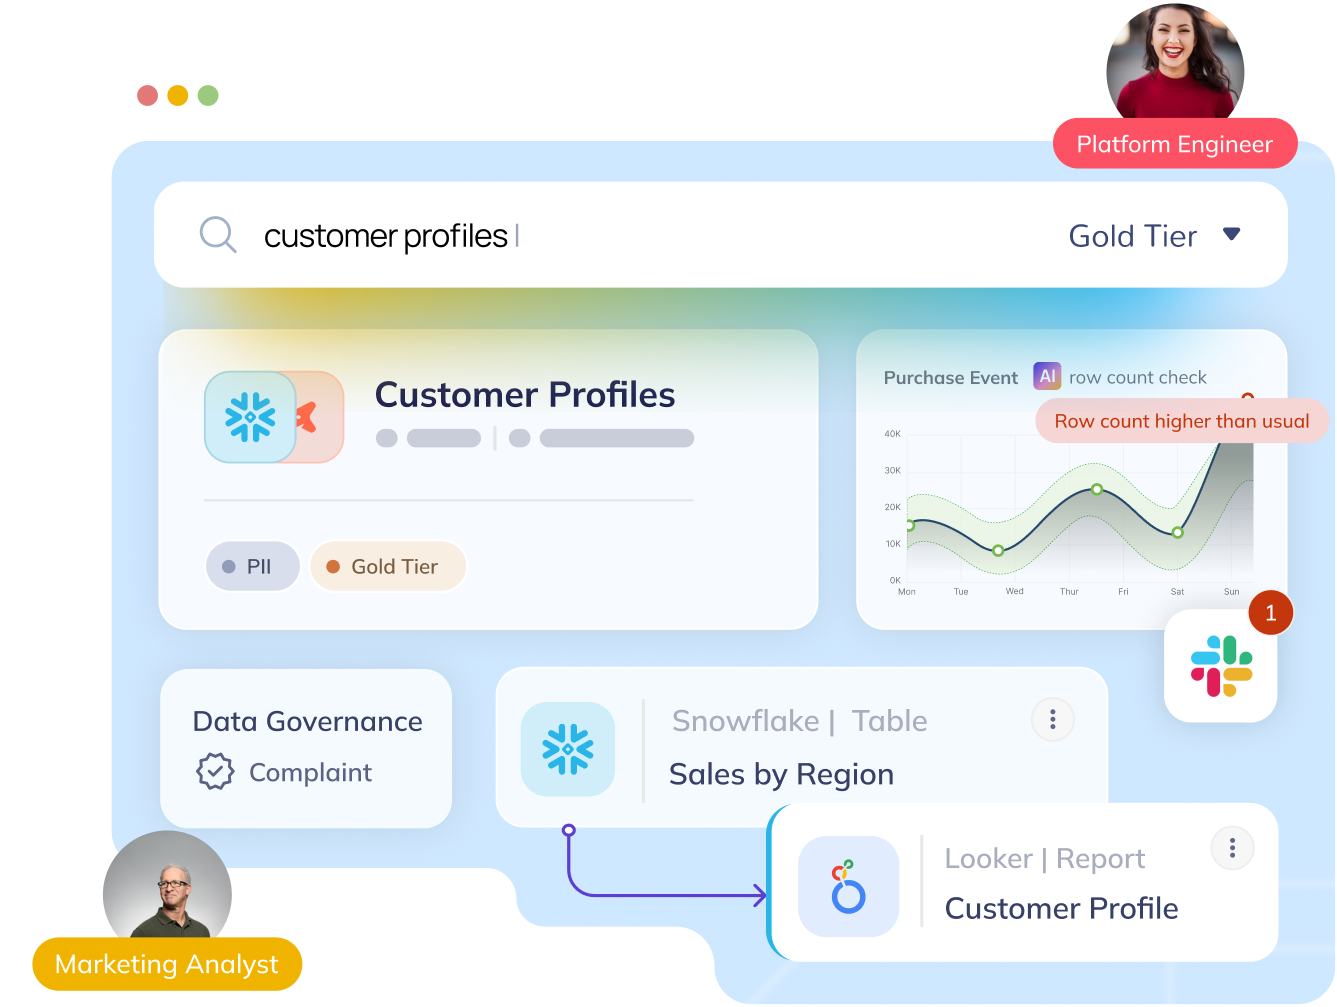 Platform Engineer
customer profiles
Gold Tier
Customer Profiles
PII
Gold Tier
Purchase Event AI row count check
Row count higher than usual
40K
30K
20K
10K
0K
Mon Tue Wed Thur Fri Sat Sun
1
Data Governance
Complaint
Snowflake | Table
Sales by Region
Looker | Report
Customer Profile
Marketing Analyst